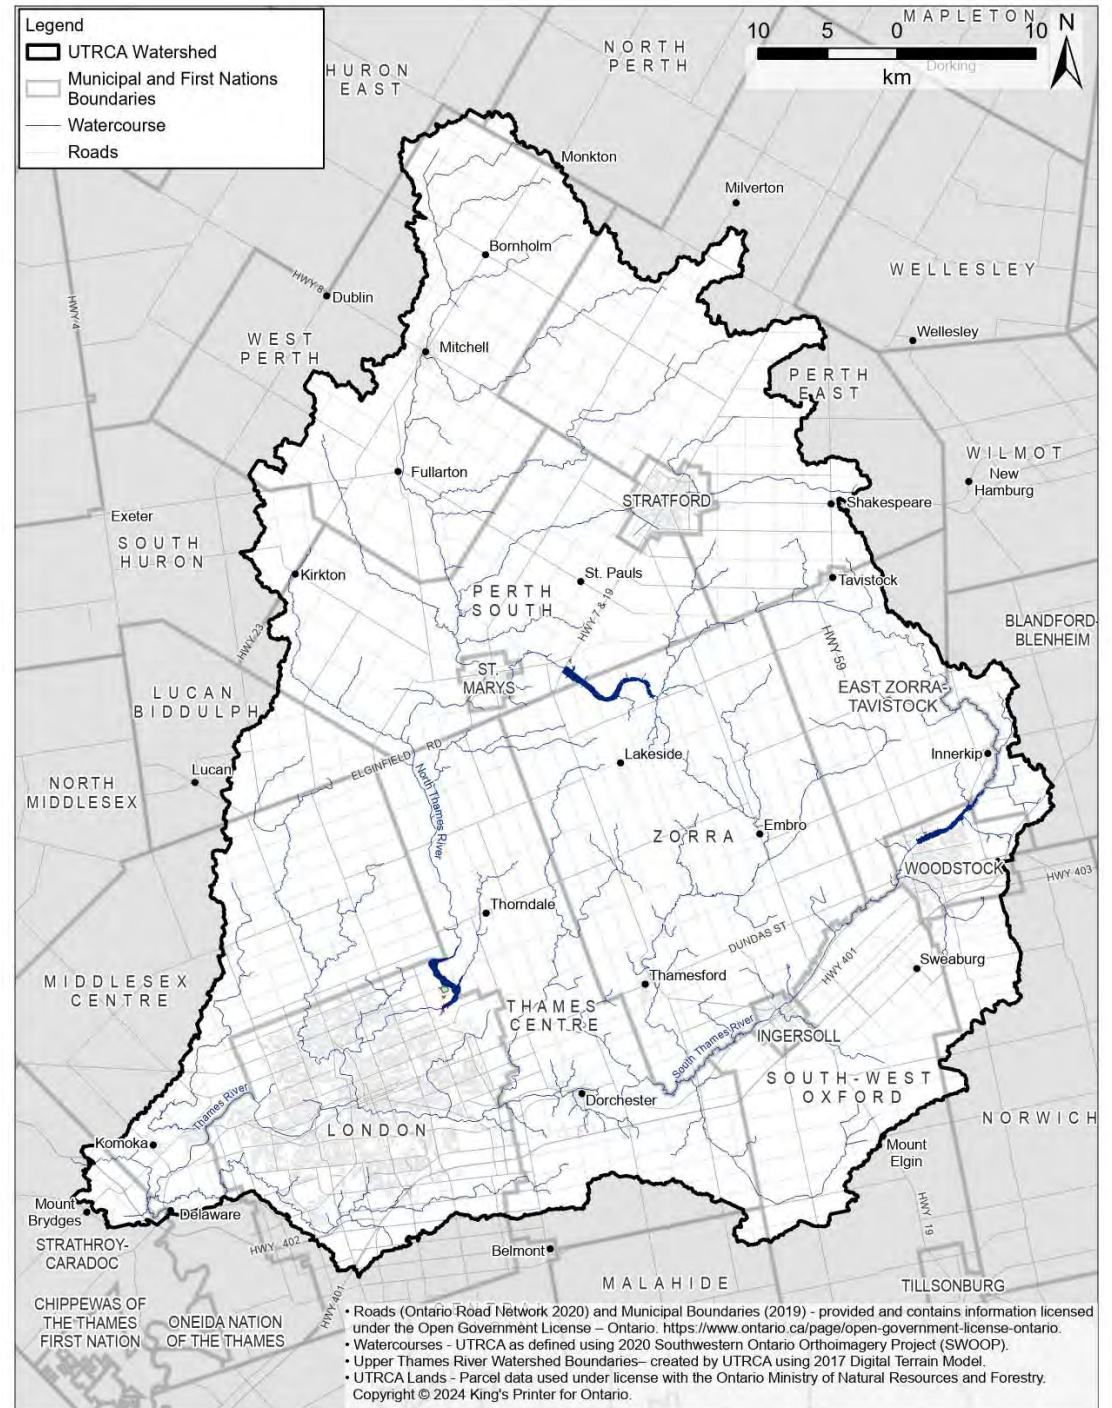 Legend
UTRCA Watershed
Municipal and First Nations
Boundaries
Watercourse
Roads
10 5 0 10
km
N
MAPLETON
Dorking
NORTH
PERTH
HURON
EAST
Monkton
Milverton
Bornholm
WELLESLEY
HWY 8
Dublin
HWY 4
Wellesley
WEST
PERTH
Mitchell
PERTH
EAST
WILMOT
Fullarton
New
Hamburg
STRATFORD
Shakespeare
Exeter
SOUTH
HURON
Kirkton
St. Pauls
Tavistock
PERTH
SOUTH
HWY 7 & 19
BLANDFORD-
BLENHEIM
HWY 23
HWY 59
ST.
MARYS
EAST ZORRA-
TAVISTOCK
LUCAN
BIDDULPH
ELGINFIELD RD
Lakeside
Innerkip
Lucan
NORTH
MIDDLESEX
North Thames River
ZORRA
Embro
WOODSTOCK
HWY 403
Thorndale
DUNDAS ST
HWY 401
Sweaburg
MIDDLESEX
CENTRE
Thamesford
THAMES
CENTRE
South Thames River
INGERSOLL
SOUTH-WEST
OXFORD
Thames River
Dorchester
LONDON
NORWICH
Komoka
Mount
Elgin
Mount
Brydges
Delaware
HWY 19
STRATHROY-
CARADOC
HWY 402
Belmont
MALAHIDE
TILLSONBURG
HWY 401
CHIPPEWAS OF
THE THAMES
FIRST NATION
ONEIDA NATION
OF THE THAMES
• Roads (Ontario Road Network 2020) and Municipal Boundaries (2019) - provided and contains information licensed
under the Open Government License – Ontario. https://www.ontario.ca/page/open-government-license-ontario.
• Watercourses - UTRCA as defined using 2020 Southwestern Ontario Orthoimagery Project (SWOOP).
• Upper Thames River Watershed Boundaries– created by UTRCA using 2017 Digital Terrain Model.
• UTRCA Lands - Parcel data used under license with the Ontario Ministry of Natural Resources and Forestry.
Copyright © 2024 King's Printer for Ontario.